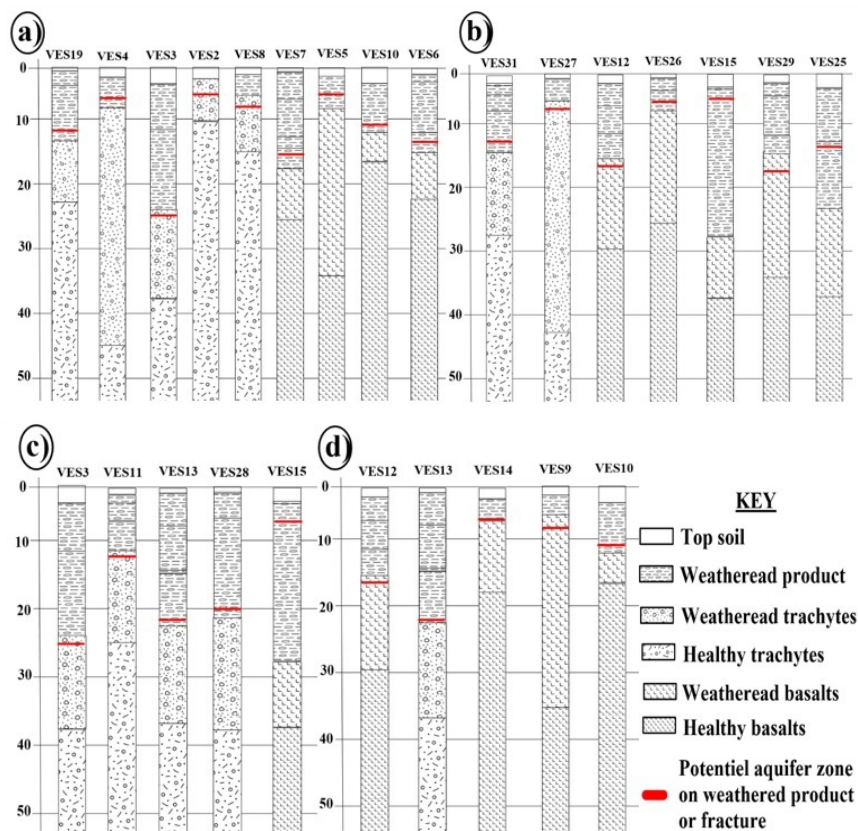 a)
VES19 VES4 VES3 VES2 VES8 VES7 VES5 VES10 VES6
0
10
20
30
40
50
b)
VES31 VES27 VES12 VES26 VES15 VES29 VES25
0
10
20
30
40
50
c)
VES3 VES11 VES13 VES28 VES15
0
10
20
30
40
50
d)
VES12 VES13 VES14 VES9 VES10
0
10
20
30
40
50
KEY
Top soil
Weatheread product
Weatheread trachytes
Healthy trachytes
Weatheread basalts
Healthy basalts
Potentiel aquifer zone
on weathered product
or fracture